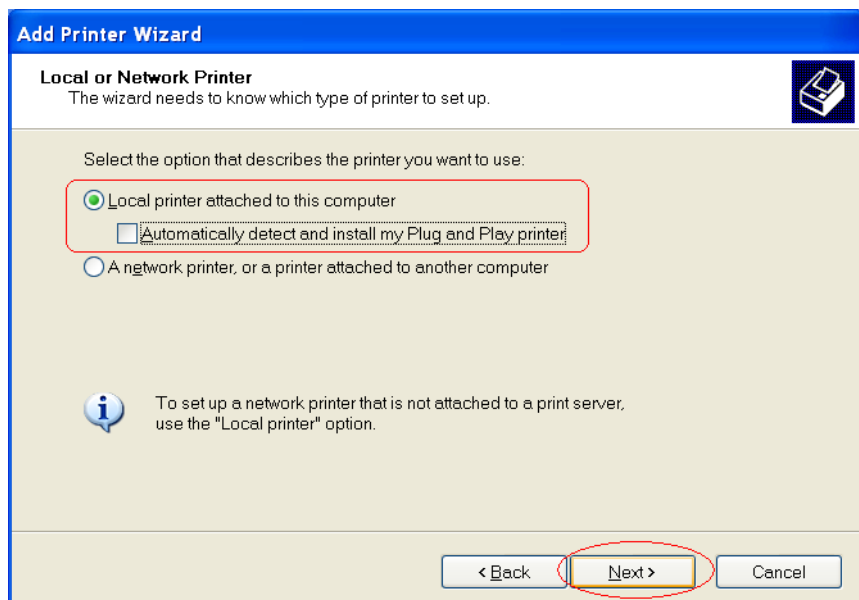 Add Printer Wizard
Local or Network Printer
The wizard needs to know which type of printer to set up.
Select the option that describes the printer you want to use:
Local printer attached to this computer
Automatically detect and install my Plug and Play printer
A network printer, or a printer attached to another computer
To set up a network printer that is not attached to a print server,
use the "Local printer" option.
< Back Next > Cancel